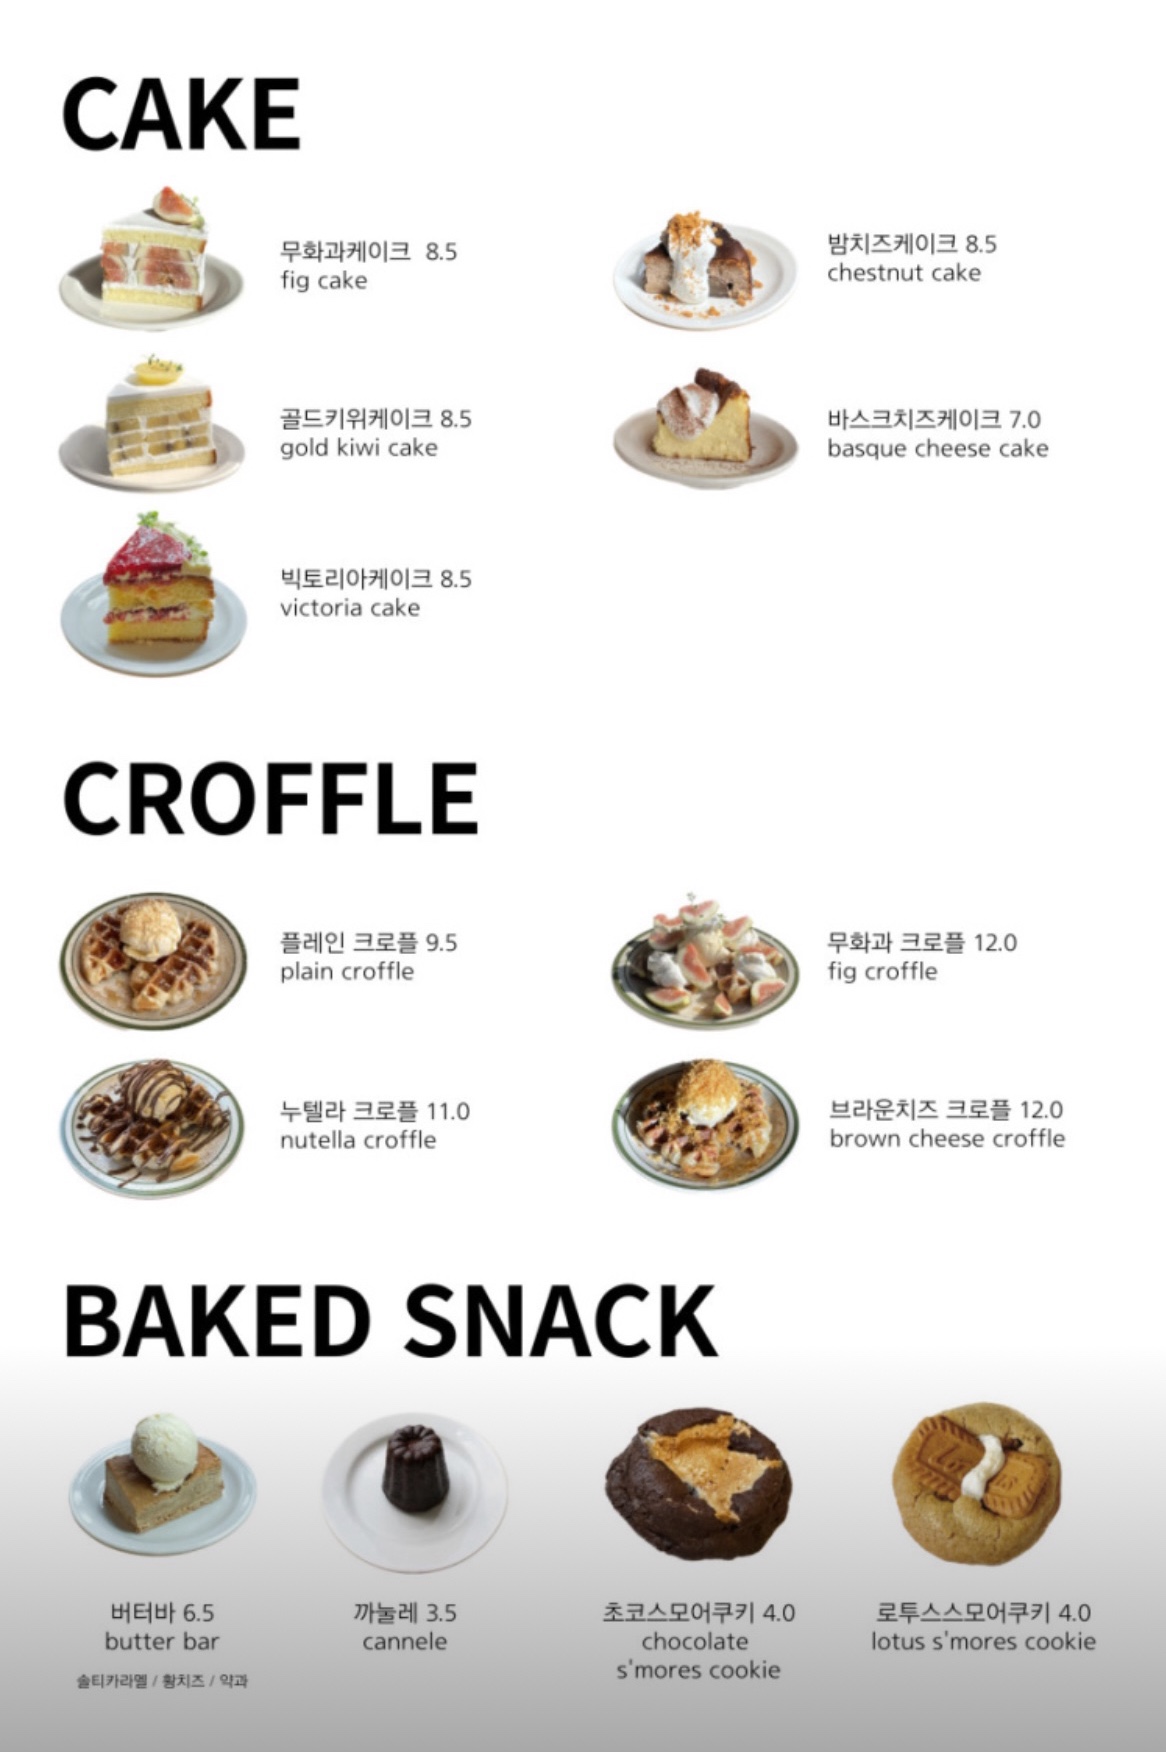 CAKE
무화과케이크 8.5
fig cake
밤치즈케이크 8.5
chestnut cake
골드키위케이크 8.5
gold kiwi cake
바스크치즈케이크 7.0
basque cheese cake
빅토리아케이크 8.5
victoria cake
CROFFLE
플레인 크로플 9.5
plain croffle
무화과 크로플 12.0
fig croffle
누텔라 크로플 11.0
nutella croffle
브라운치즈 크로플 12.0
brown cheese croffle
BAKED SNACK
버터바 6.5
butter bar
솔티카라멜 / 황치즈 / 약과
까눌레 3.5
cannele
초코스모어쿠키 4.0
chocolate
s'mores cookie
로투스스모어쿠키 4.0
lotus s'mores cookie